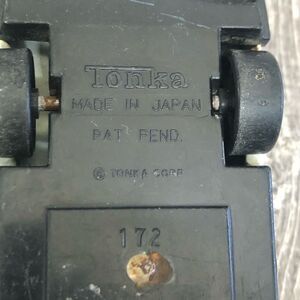 Tonka
MADE IN JAPAN
PAT PEND.
© TONKA CORP
172